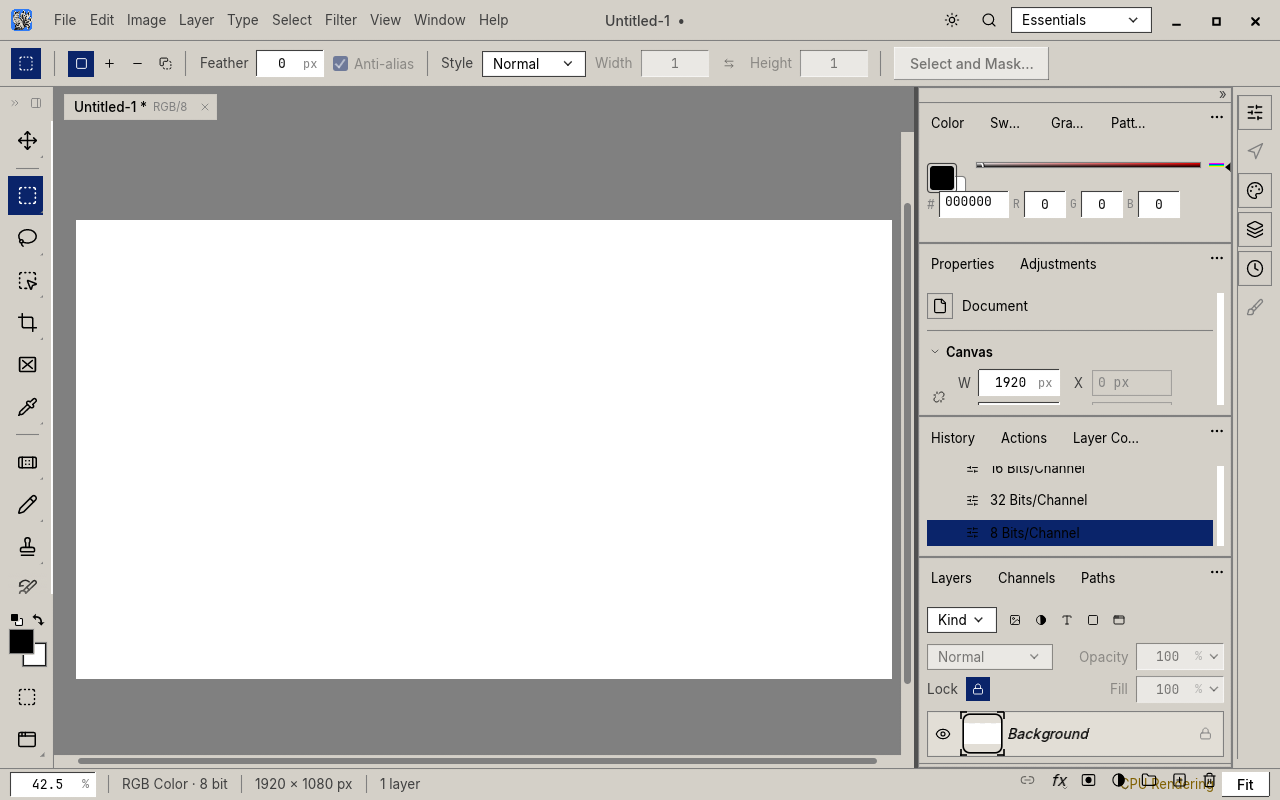 File Edit Image Layer Type Select Filter View Window Help Untitled-1 • Essentials
Feather 0 px Anti-alias Style Normal Width 1 Height 1 Select and Mask...
Untitled-1 * RGB/8
Color Sw... Gra... Patt...
# 000000 R 0 G 0 B 0
Properties Adjustments
Document
Canvas
W 1920 px X 0 px
History Actions Layer Co...
16 Bits/Channel
32 Bits/Channel
8 Bits/Channel
Layers Channels Paths
Kind
Normal Opacity 100 %
Lock Fill 100 %
Background
fx CPU Rendering
42.5 % RGB Color · 8 bit 1920 × 1080 px 1 layer Fit